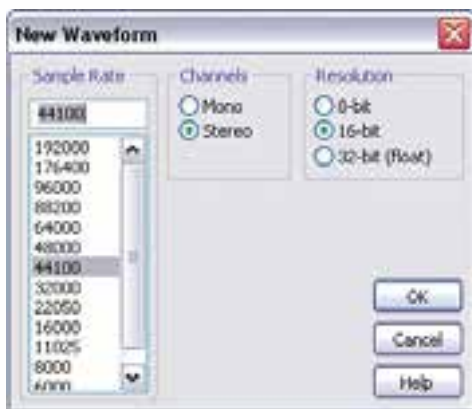 New Waveform
Sample Rate
44100
192000
176400
96000
88200
64000
48000
44100
32000
22050
16000
11025
8000
6000
Channels
Mono
Stereo
Resolution
8-bit
16-bit
32-bit (float)
OK
Cancel
Help